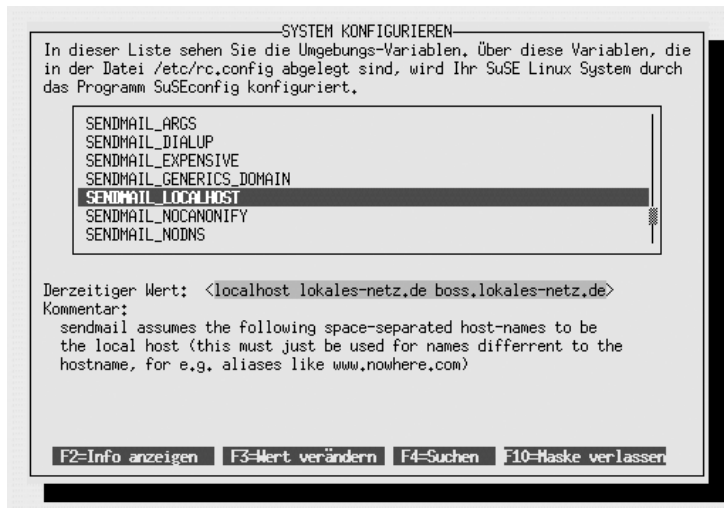 SYSTEM KONFIGURIEREN
In dieser Liste sehen Sie die Umgebungs-Variablen. Über diese Variablen, die
in der Datei /etc/rc.config abgelegt sind, wird Ihr SuSE Linux System durch
das Programm SuSEconfig konfiguriert.
SENDMAIL_ARGS
SENDMAIL_DIALUP
SENDMAIL_EXPENSIVE
SENDMAIL_GENERICS_DOMAIN
SENDMAIL_LOCALHOST
SENDMAIL_NOCANONIFY
SENDMAIL_NODNS
Derzeitiger Wert: <localhost lokales-netz.de boss.lokales-netz.de>
Kommentar:
sendmail assumes the following space-separated host-names to be
the local host (this must just be used for names differrent to the
hostname, for e.g. aliases like www.nowhere.com)
F2=Info anzeigen F3=Wert verändern F4=Suchen F10=Maske verlassen